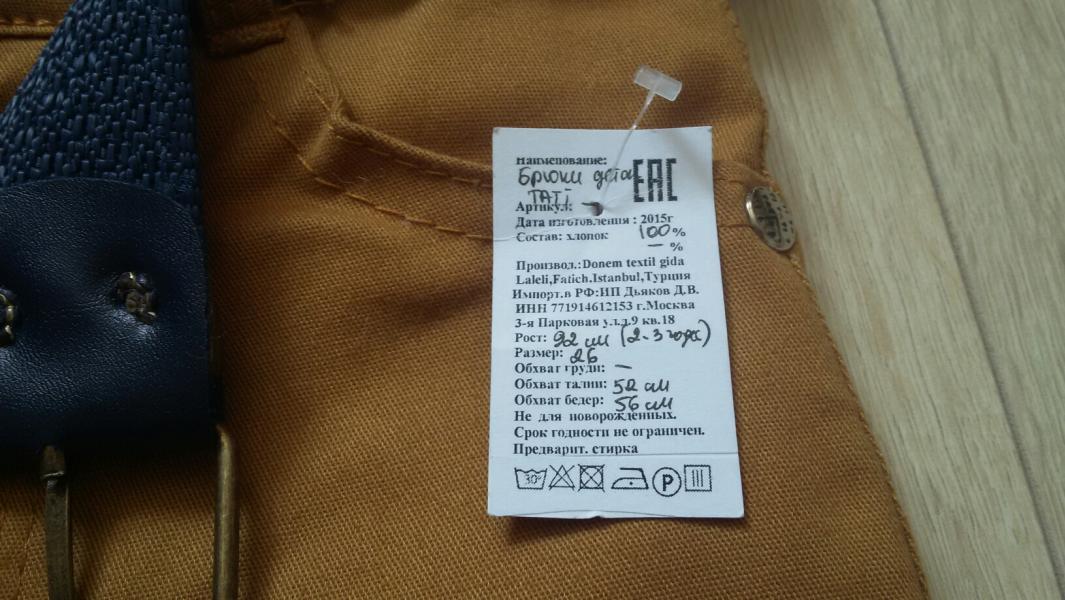 Наименование:
Брюки дета
EAC
TATI
Артикул:
Дата изготовления : 2015г
Состав: хлопок 100%
— %
Производ.:Donem textil gida
Laleli,Fatich.Istanbul,Турция
Импорт.в РФ:ИП Дьяков Д.В.
ИНН 771914612153 г.Москва
3-я Парковая ул.д.9 кв.18
Рост: 92 см (2-3 года)
Размер: 26
Обхват груди: —
Обхват талии: 52 см
Обхват бедер: 56 см
Не для новорожденных.
Срок годности не ограничен.
Предварит. стирка
30° P